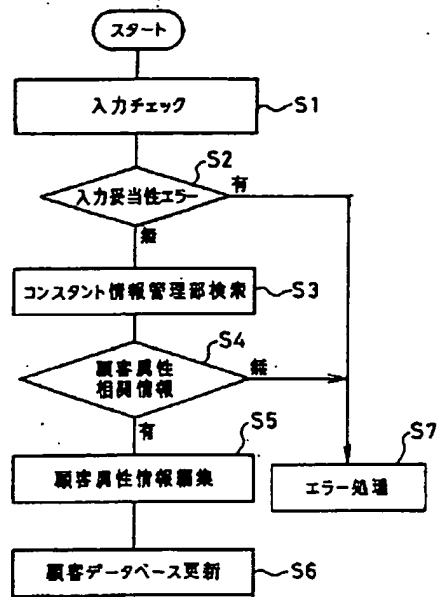 スタート
入力チェック
S1
S2
入力妥当性エラー
有
無
コンスタント情報管理部検索
S3
S4
顧客属性
相関情報
無
有
S5
顧客属性情報編集
S7
エラー処理
顧客データベース更新
S6